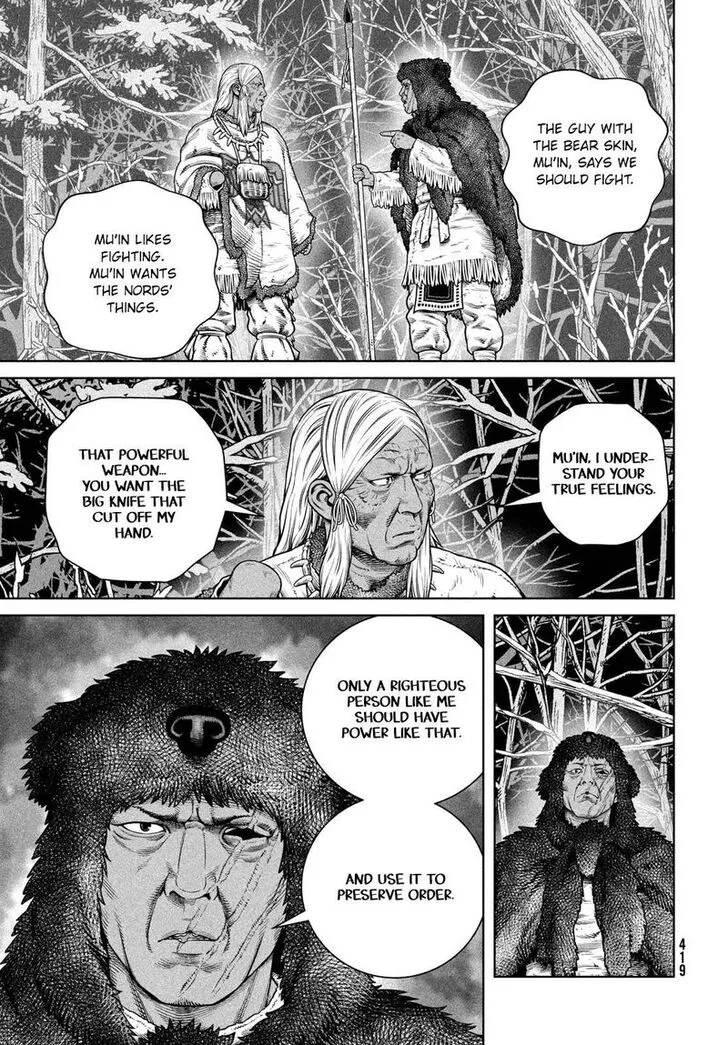 THE GUY WITH
THE BEAR SKIN,
MU'IN, SAYS WE
SHOULD FIGHT.
MU'IN LIKES
FIGHTING.
MU'IN WANTS
THE NORDS'
THINGS.
MU'IN, I UNDER-
STAND YOUR
TRUE FEELINGS.
THAT POWERFUL
WEAPON...
YOU WANT THE
BIG KNIFE THAT
CUT OFF MY
HAND.
ONLY A RIGHTEOUS
PERSON LIKE ME
SHOULD HAVE
POWER LIKE THAT.
AND USE IT TO
PRESERVE ORDER.
419